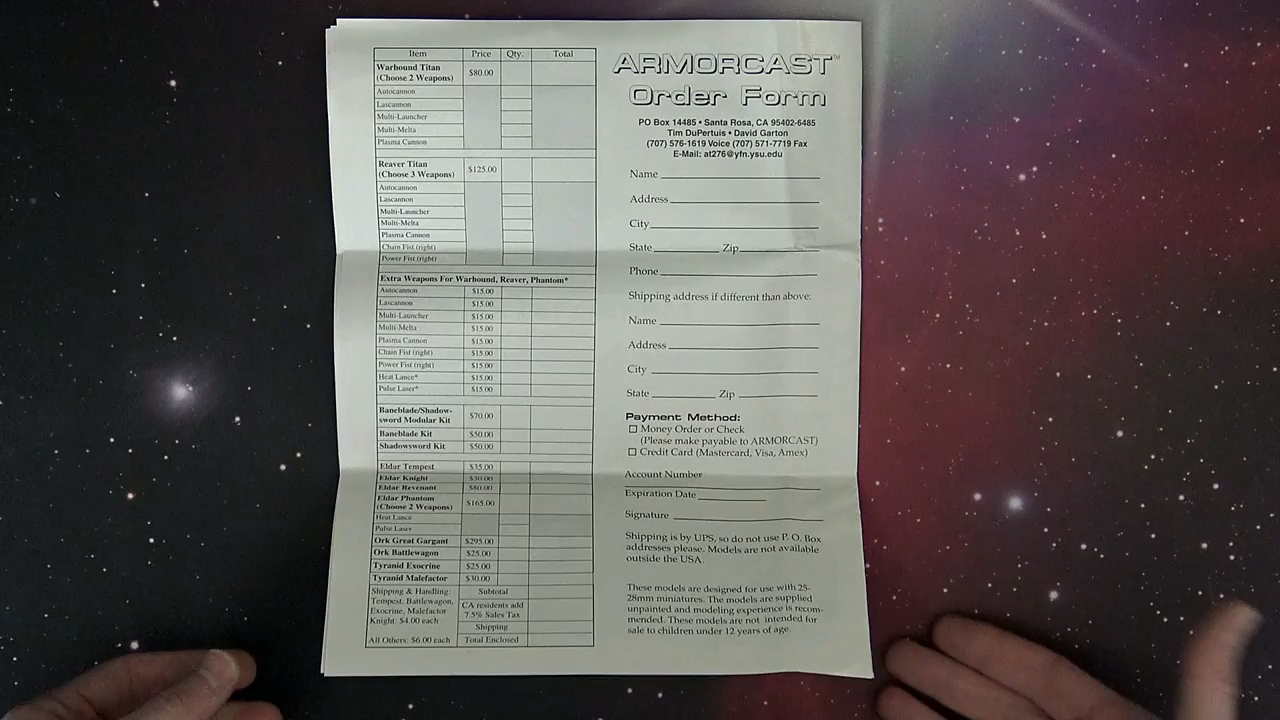 Item Price Qty. Total
Warhound Titan
(Choose 2 Weapons) $80.00
Autocannon
Lascannon
Multi-Launcher
Multi-Melta
Plasma Cannon
Reaver Titan
(Choose 3 Weapons) $125.00
Autocannon
Lascannon
Multi-Launcher
Multi-Melta
Plasma Cannon
Chain Fist (right)
Power Fist (right)
Extra Weapons For Warhound, Reaver, Phantom*
Autocannon $15.00
Lascannon $15.00
Multi-Launcher $15.00
Multi-Melta $15.00
Plasma Cannon $15.00
Chain Fist (right) $15.00
Power Fist (right) $15.00
Heat Lance* $15.00
Pulse Laser* $15.00
Baneblade/Shadow-
sword Modular Kit $70.00
Baneblade Kit $50.00
Shadowsword Kit $50.00
Eldar Tempest $35.00
Eldar Knight $30.00
Eldar Revenant $80.00
Eldar Phantom
(Choose 2 Weapons) $165.00
Heat Lance
Pulse Laser
Ork Great Gargant $295.00
Ork Battlewagon $25.00
Tyranid Exocrine $25.00
Tyranid Malefactor $30.00
Shipping & Handling:
Tempest, Battlewagon,
Exocrine, Malefactor
Knight: $4.00 each
All Others: $6.00 each
Subtotal
CA residents add
7.5% Sales Tax
Shipping
Total Enclosed
ARMORCAST™
Order Form
PO Box 14485 • Santa Rosa, CA 95402-6485
Tim DuPertuis • David Garton
(707) 576-1619 Voice (707) 571-7719 Fax
E-Mail: at276@yfn.ysu.edu
Name
Address
City
State Zip
Phone
Shipping address if different than above:
Name
Address
City
State Zip
Payment Method:
☐ Money Order or Check
(Please make payable to ARMORCAST)
☐ Credit Card (Mastercard, Visa, Amex)
Account Number
Expiration Date
Signature
Shipping is by UPS, so do not use P. O. Box
addresses please. Models are not available
outside the USA.
These models are designed for use with 25-
28mm miniatures. The models are supplied
unpainted and modeling experience is recom-
mended. These models are not intended for
sale to children under 12 years of age.